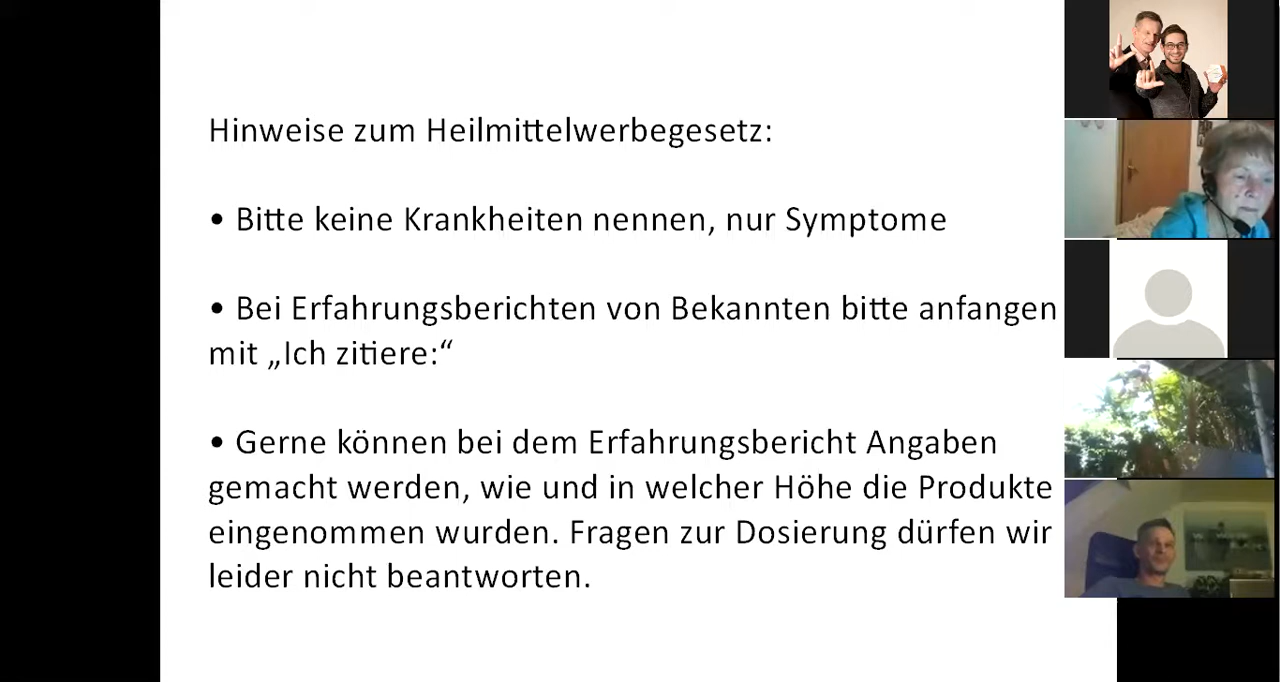 Hinweise zum Heilmittelwerbegesetz:
• Bitte keine Krankheiten nennen, nur Symptome
• Bei Erfahrungsberichten von Bekannten bitte anfangen
mit „Ich zitiere:“
• Gerne können bei dem Erfahrungsbericht Angaben
gemacht werden, wie und in welcher Höhe die Produkte
eingenommen wurden. Fragen zur Dosierung dürfen wir
leider nicht beantworten.